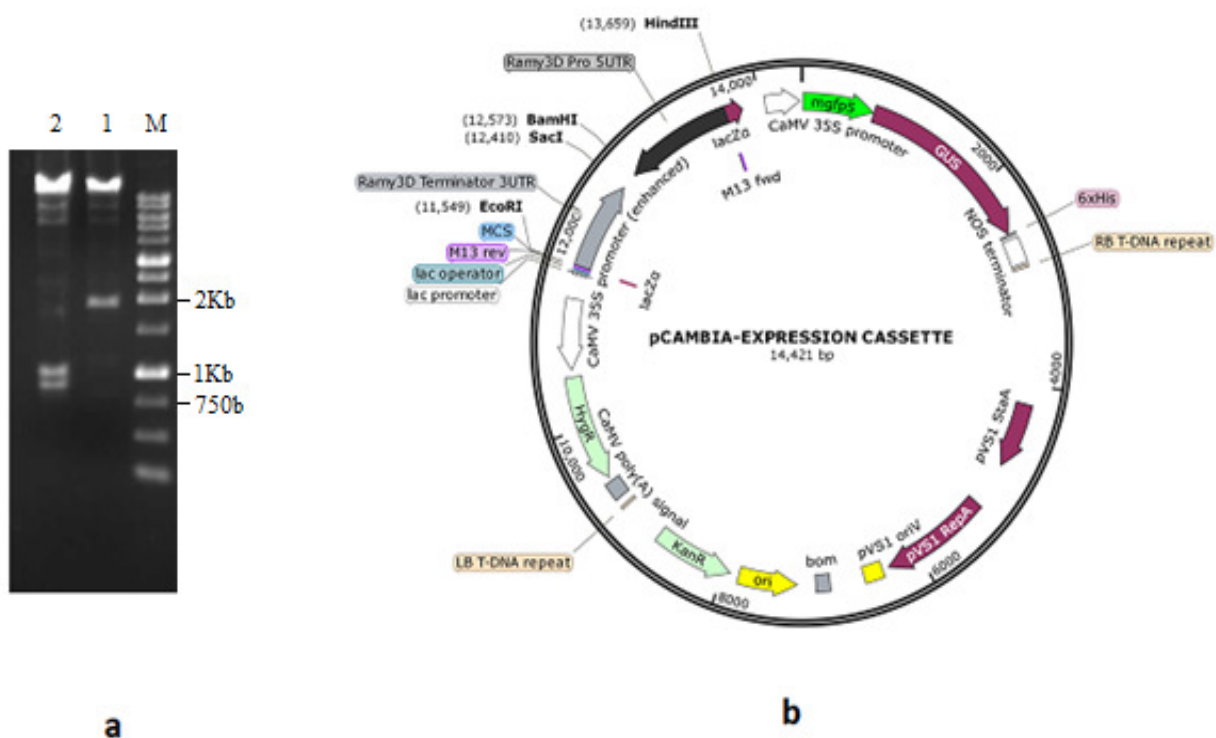 2 1 M
2Kb
1Kb
750b
a
(13,659) HindIII
Ramy3D Pro 5UTR
(12,573) BamHI
(12,410) SacI
Ramy3D Terminator 3UTR
(11,549) EcoRI
MCS
M13 rev
lac operator
lac promoter
14,000
lacZα
M13 fwd
CaMV 35S promoter
mgfp5
GUS
2000
6xHis
RB T-DNA repeat
NOS terminator
12,000
CaMV 35S promoter (enhanced)
lacZα
pCAMBIA-EXPRESSION CASSETTE
14,421 bp
4000
pVS1 StaA
HygR
10,000
CaMV poly(A) signal
LB T-DNA repeat
KanR
8000
ori
bom
pVS1 oriV
pVS1 RepA
6000
b